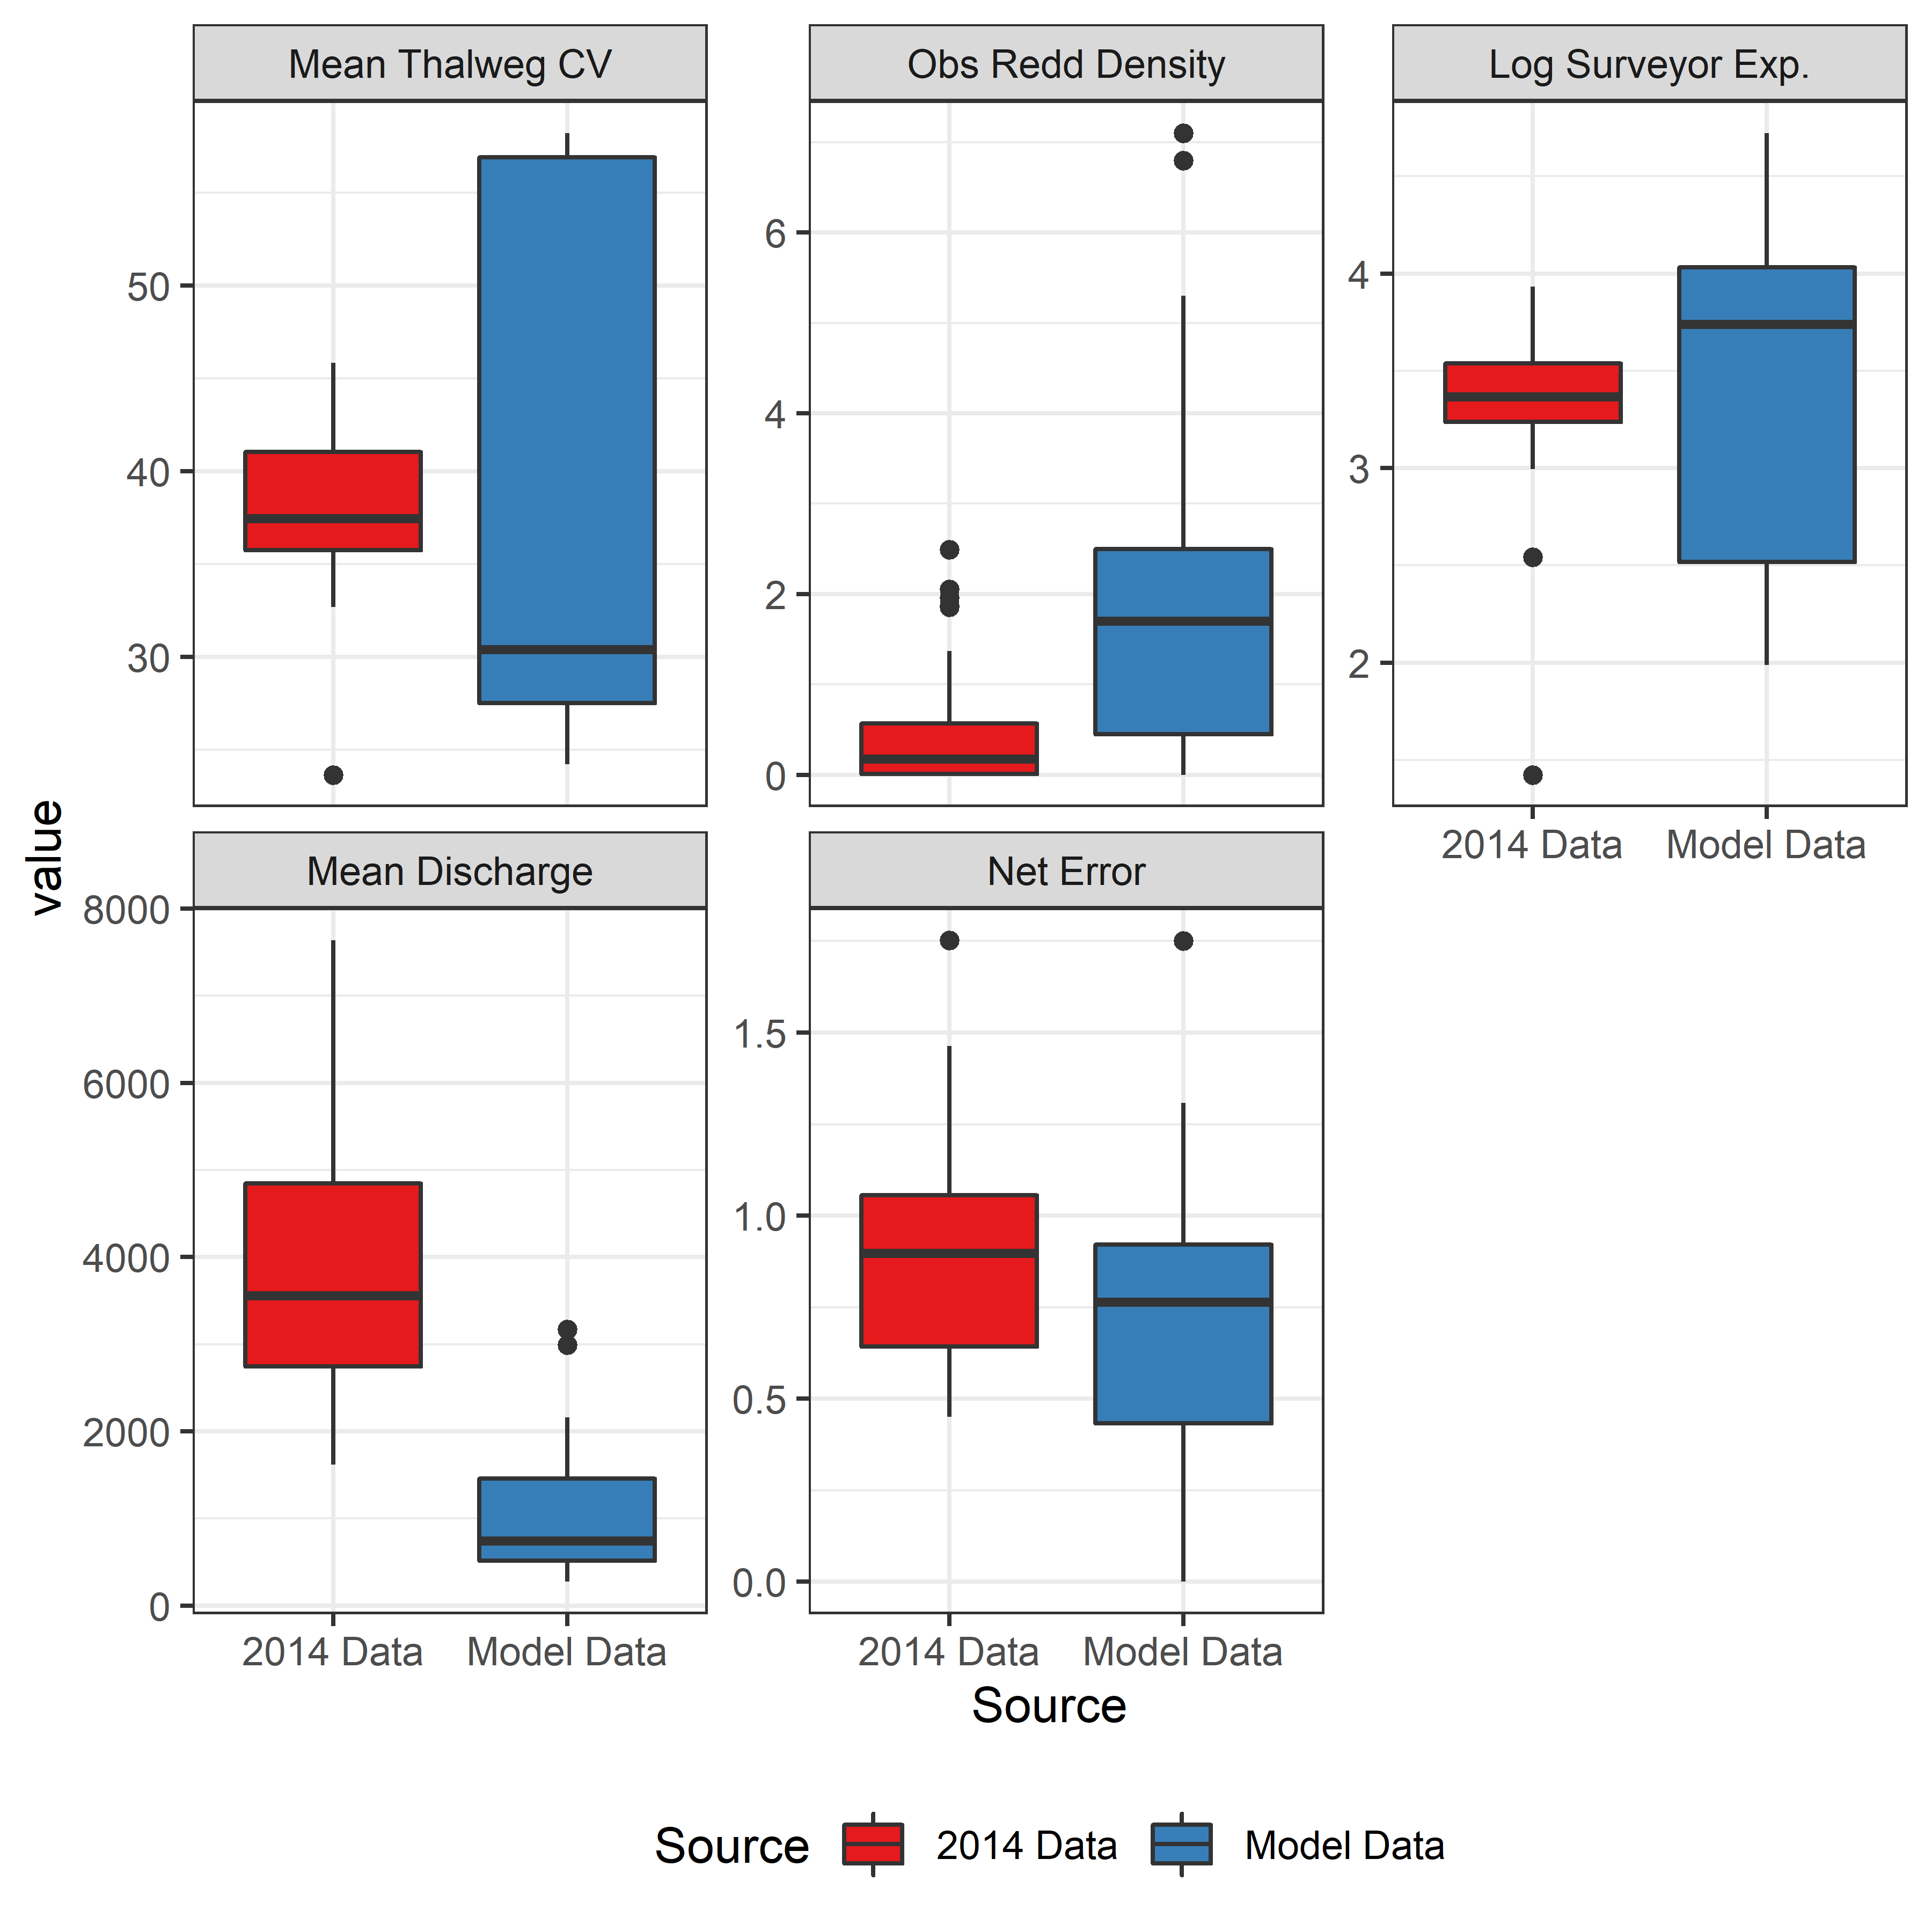 Mean Thalweg CV
Obs Redd Density
Log Surveyor Exp.
50
40
30
6
4
2
0
4
3
2
2014 Data Model Data
value
Mean Discharge
Net Error
8000
6000
4000
2000
0
1.5
1.0
0.5
0.0
2014 Data Model Data
2014 Data Model Data
Source
Source 2014 Data Model Data